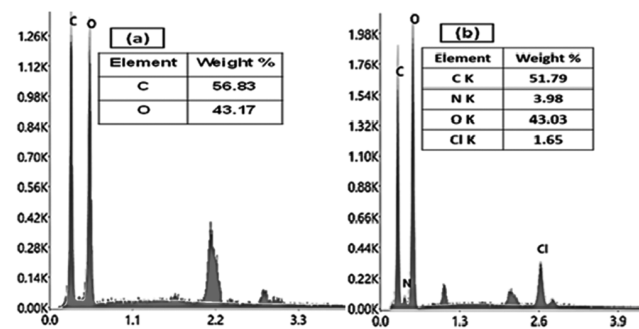 (a)
C
O
Element Weight %
C 56.83
O 43.17
1.26K
1.12K
0.98K
0.84K
0.70K
0.56K
0.42K
0.28K
0.14K
0.00K
0.0 1.1 2.2 3.3
(b)
O
C
N
Cl
Element Weight %
C K 51.79
N K 3.98
O K 43.03
Cl K 1.65
1.98K
1.76K
1.54K
1.32K
1.10K
0.88K
0.66K
0.44K
0.22K
0.00K
0.0 1.3 2.6 3.9